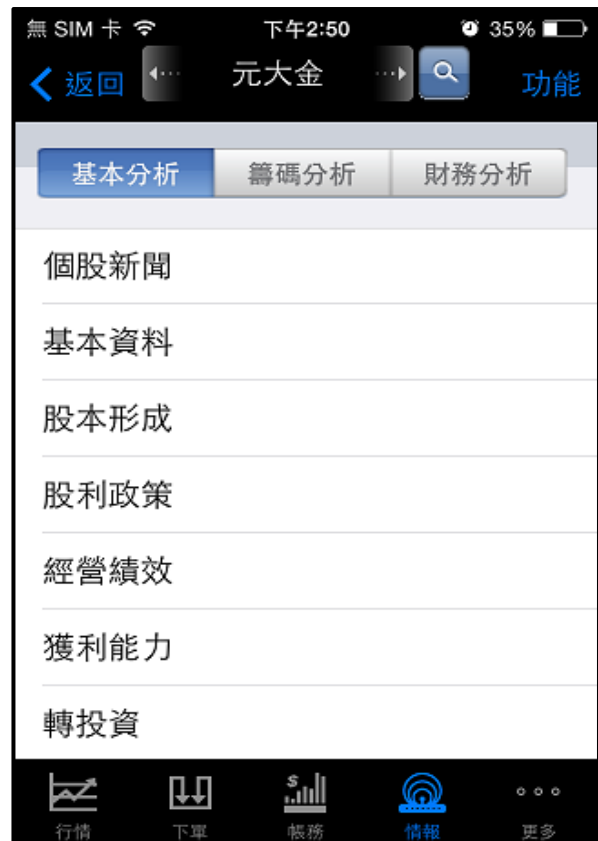 無 SIM 卡 下午2:50 35%
返回 元大金 功能
基本分析 籌碼分析 財務分析
個股新聞
基本資料
股本形成
股利政策
經營績效
獲利能力
轉投資
行情 下單 帳務 情報 更多